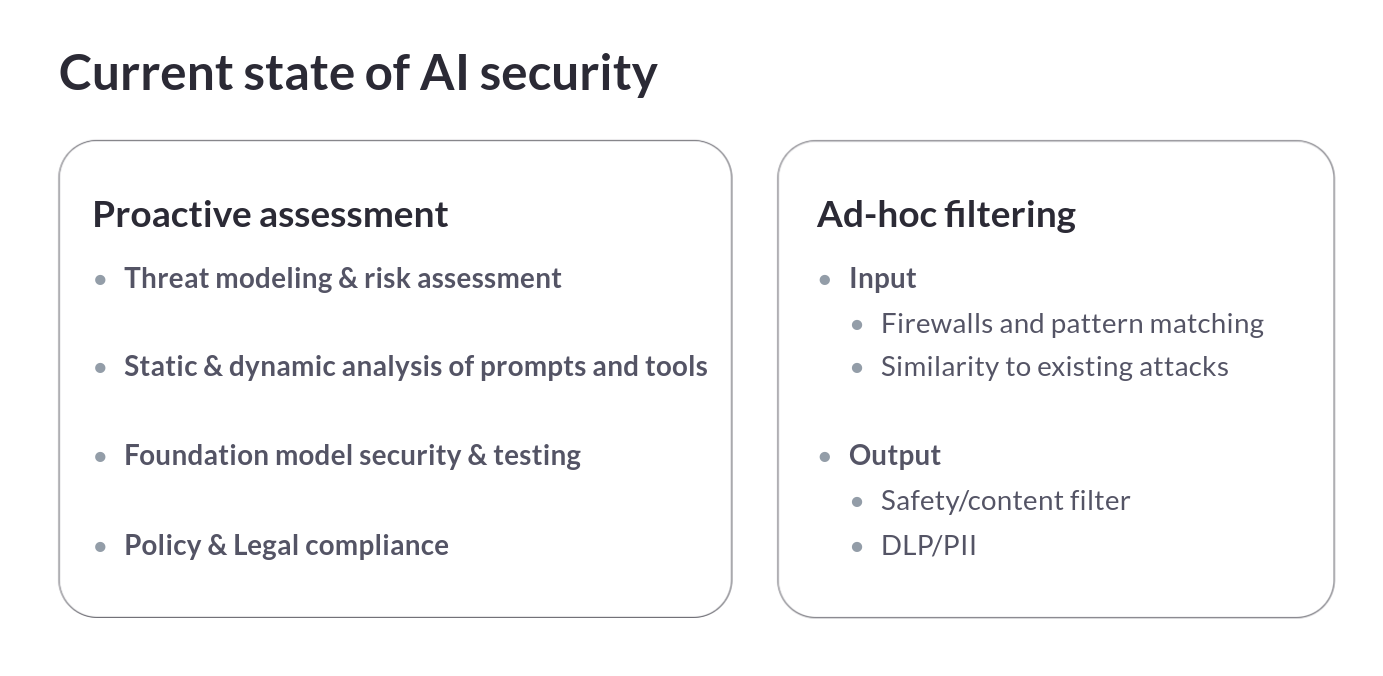 Current state of AI security
Proactive assessment
Threat modeling & risk assessment
Static & dynamic analysis of prompts and tools
Foundation model security & testing
Policy & Legal compliance
Ad-hoc filtering
Input
Firewalls and pattern matching
Similarity to existing attacks
Output
Safety/content filter
DLP/PII